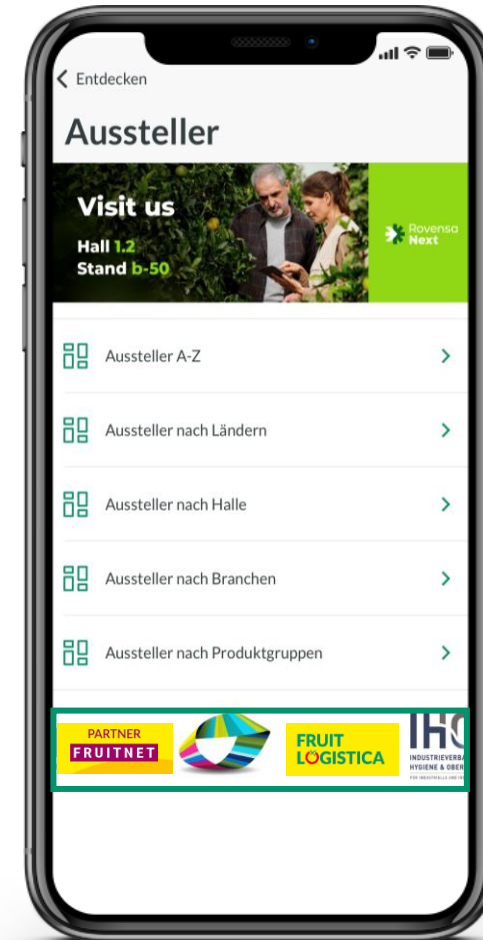 Entdecken
Aussteller
Visit us
Hall 1.2
Stand b-50
Rovensa
Next
Aussteller A-Z
Aussteller nach Ländern
Aussteller nach Halle
Aussteller nach Branchen
Aussteller nach Produktgruppen
PARTNER
FRUITNET
FRUIT
LOGISTICA
IHO
INDUSTRIEVERBA
HYGIENE & OBER